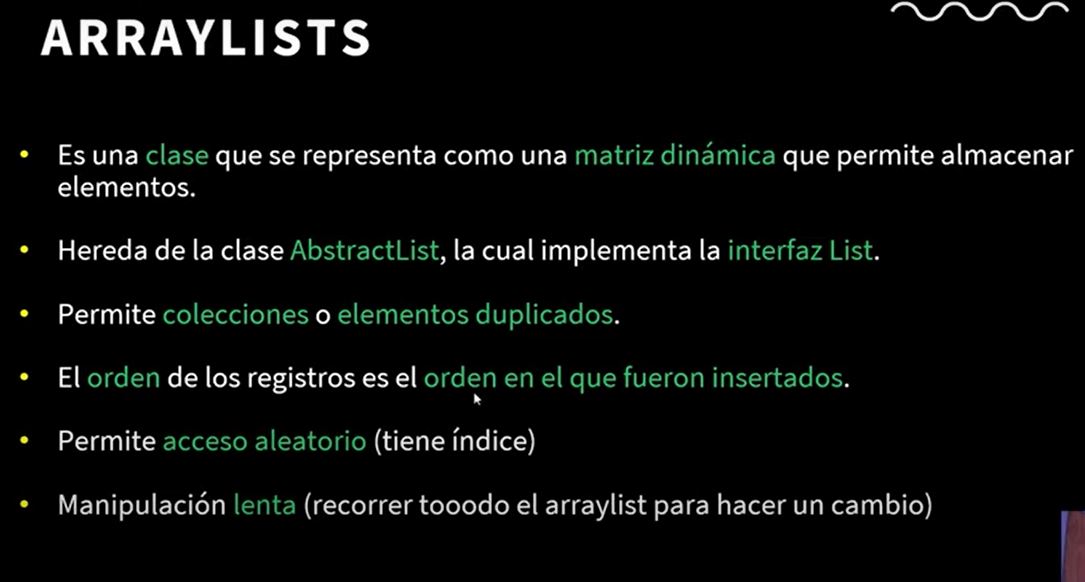 ARRAYLISTS
• Es una clase que se representa como una matriz dinámica que permite almacenar
elementos.
• Hereda de la clase AbstractList, la cual implementa la interfaz List.
• Permite colecciones o elementos duplicados.
• El orden de los registros es el orden en el que fueron insertados.
• Permite acceso aleatorio (tiene índice)
• Manipulación lenta (recorrer tooodo el arraylist para hacer un cambio)